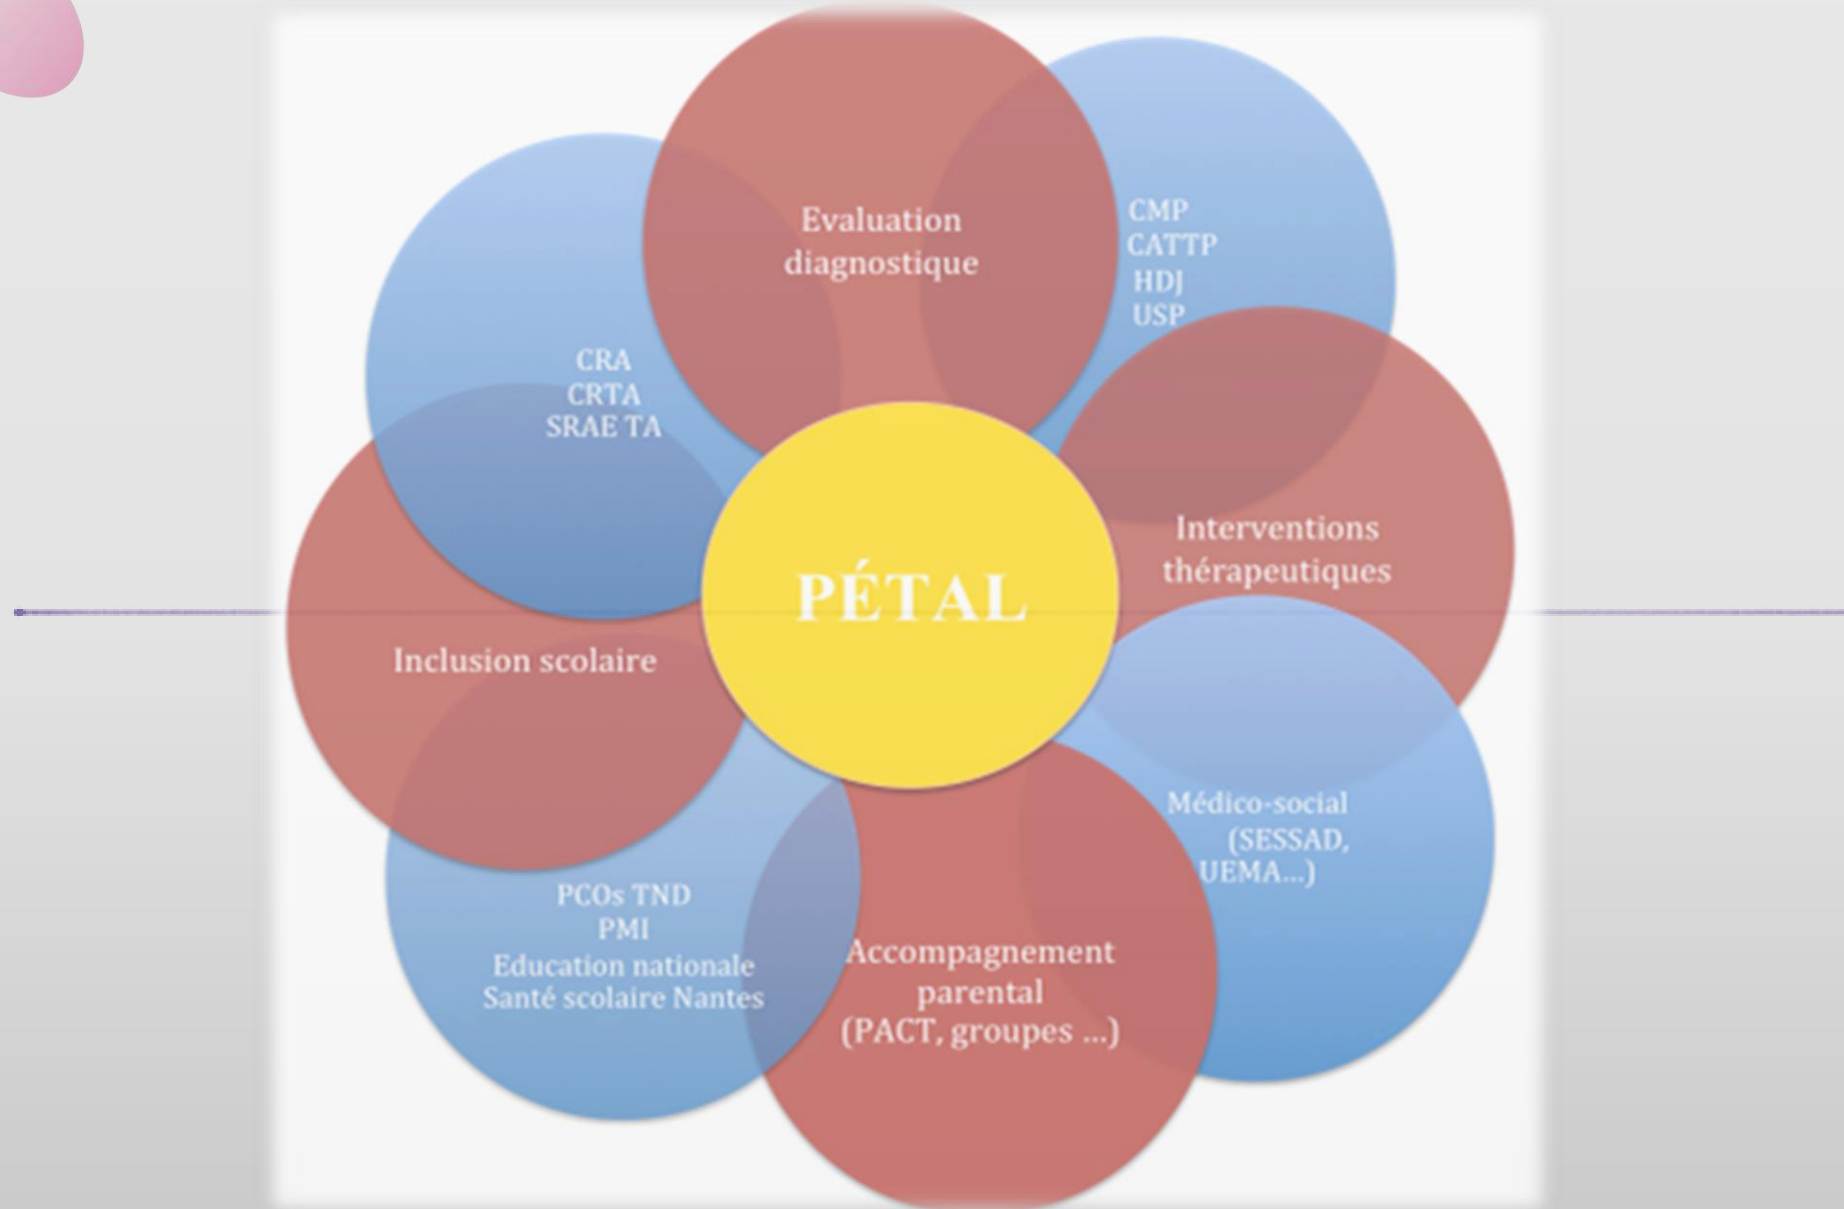 Evaluation
diagnostique
CMP
CATTP
HDJ
USP
CRA
CRTA
SRAE TA
Interventions
thérapeutiques
PÉTAL
Inclusion scolaire
Médico-social
(SESSAD,
UEMA...)
PCOs TND
PMI
Education nationale
Santé scolaire Nantes
Accompagnement
parental
(PACT, groupes ...)